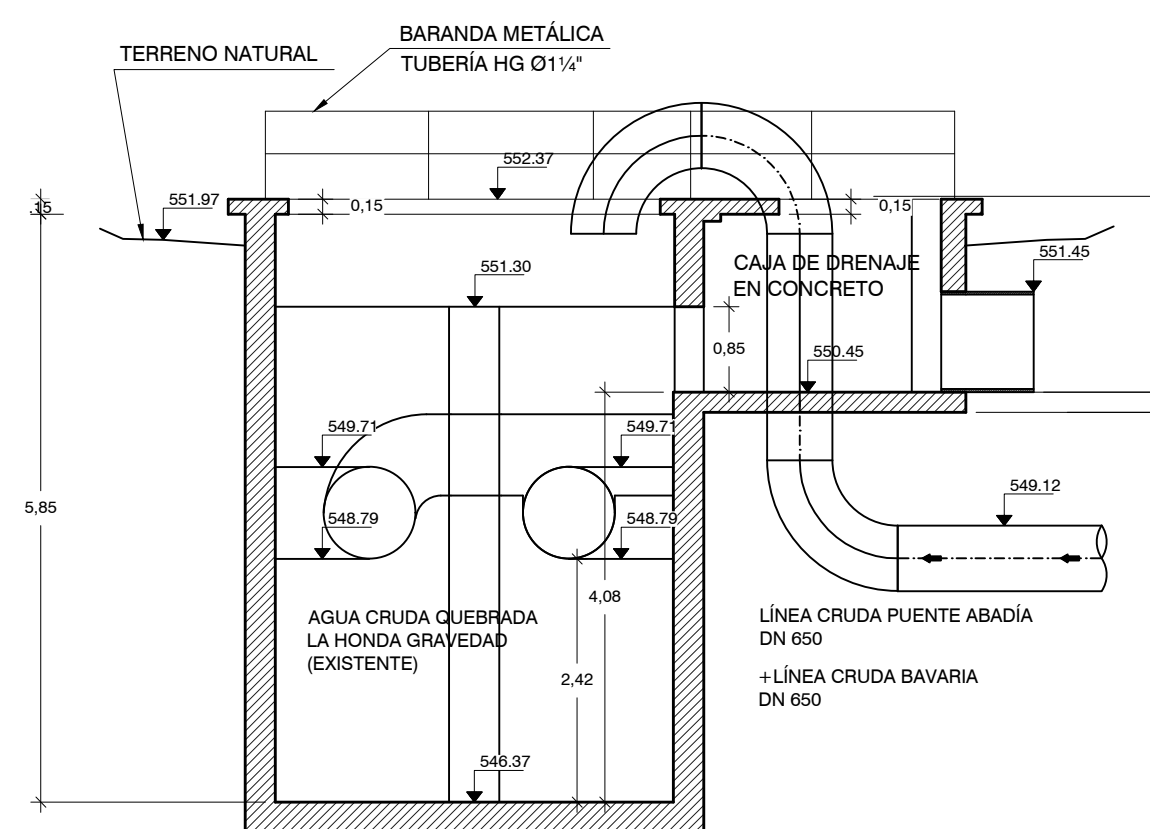 BARANDA METÁLICA
TUBERÍA HG Ø1¼"
TERRENO NATURAL
552.37
551.97
.15
0,15
0,15
551.45
CAJA DE DRENAJE
EN CONCRETO
551.30
0,85
550.45
549.71
549.71
549.12
5,85
548.79
548.79
4,08
AGUA CRUDA QUEBRADA
LA HONDA GRAVEDAD
(EXISTENTE)
LÍNEA CRUDA PUENTE ABADÍA
DN 650
2,42
+LÍNEA CRUDA BAVARIA
DN 650
546.37